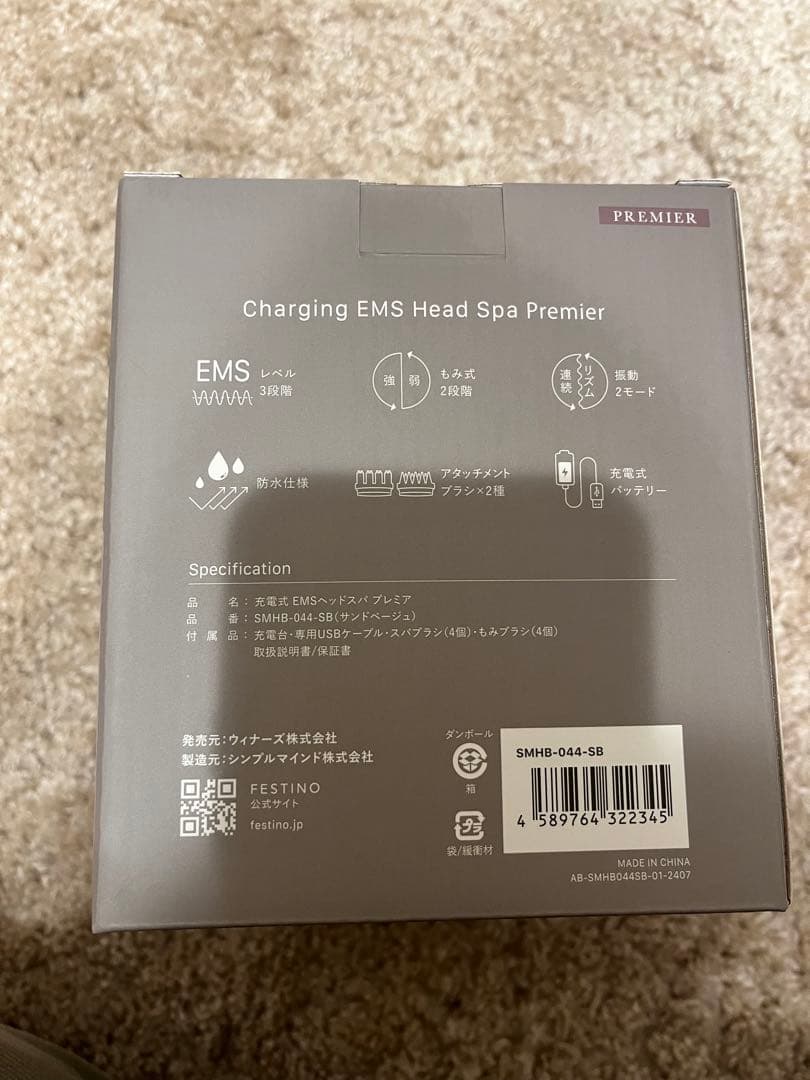 PREMIER
Charging EMS Head Spa Premier
EMS レベル
3段階
強 弱 もみ式
2段階
連続 リズム 振動
2モード
防水仕様
アタッチメント
ブラシ×2種
充電式
バッテリー
Specification
品 名：充電式 EMSヘッドスパ プレミア
品 番：SMHB-044-SB（サンドベージュ）
付 属 品：充電台・専用USBケーブル・スパブラシ（4個）・もみブラシ（4個）
取扱説明書/保証書
発売元：ウィナーズ株式会社
製造元：シンプルマインド株式会社
FESTINO
公式サイト
festino.jp
ダンボール
箱
プラ
袋/緩衝材
SMHB-044-SB
4 589764 322345
MADE IN CHINA
AB-SMHB044SB-01-2407